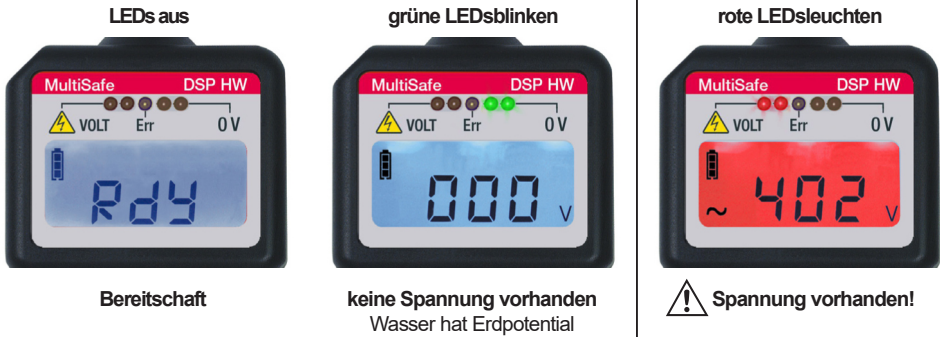 LEDs aus
MultiSafe DSP HW
VOLT Err 0 V
Rdy
Bereitschaft
grüne LEDsblinken
MultiSafe DSP HW
VOLT Err 0 V
000 V
keine Spannung vorhanden
Wasser hat Erdpotential
rote LEDsleuchten
MultiSafe DSP HW
VOLT Err 0 V
~ 402 V
Spannung vorhanden!